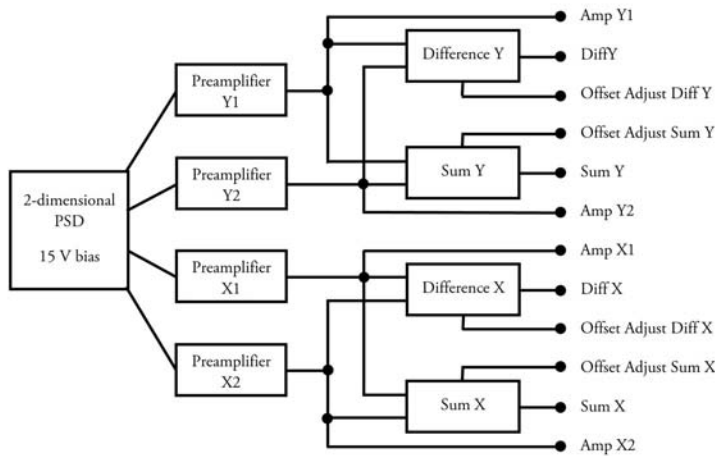 2-dimensional
PSD
15 V bias
Preamplifier
Y1
Preamplifier
Y2
Preamplifier
X1
Preamplifier
X2
Difference Y
Sum Y
Difference X
Sum X
Amp Y1
DiffY
Offset Adjust Diff Y
Offset Adjust Sum Y
Sum Y
Amp Y2
Amp X1
Diff X
Offset Adjust Diff X
Offset Adjust Sum X
Sum X
Amp X2